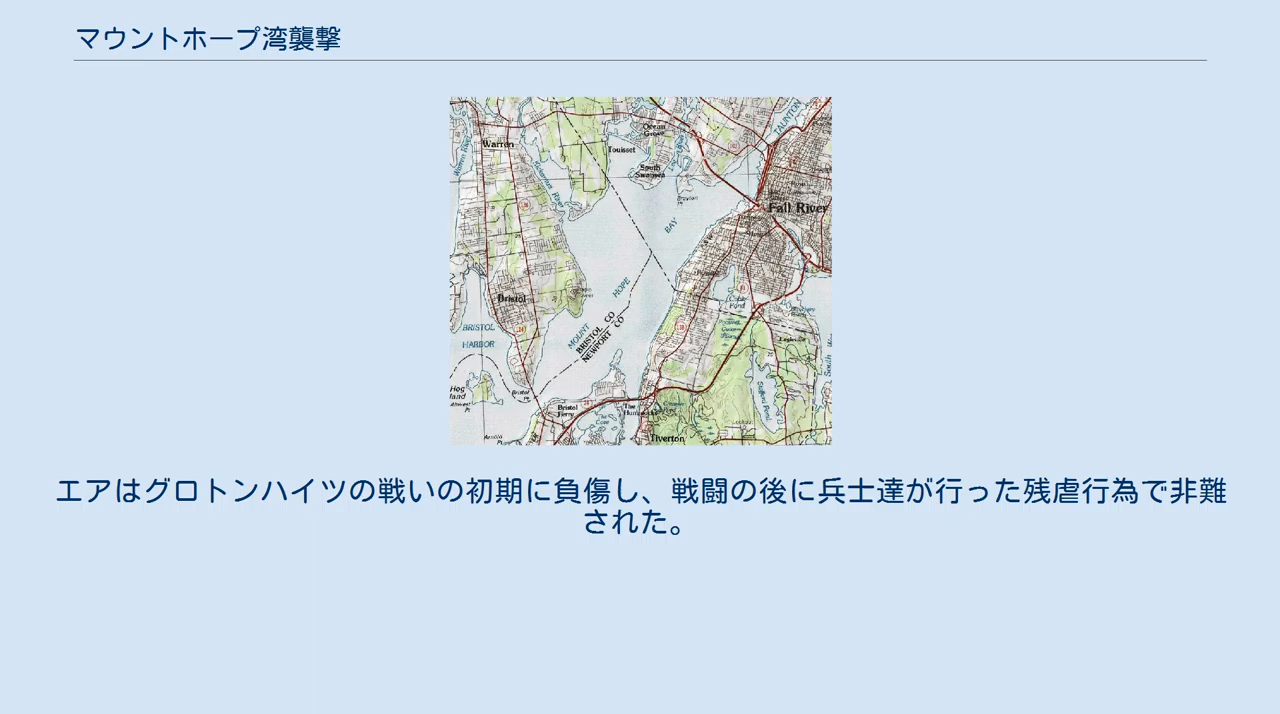 マウントホープ湾襲撃
TAUNTON
Ocean
Grove
Warren
Touisset
South
Swansea
Fall River
BAY
HOPE
MOUNT
Bristol
BRISTOL CO
NEWPORT CO
BRISTOL
HARBOR
Hog
Bristol
Ferry
The
Tiverton
エアはグロトンハイツの戦いの初期に負傷し、戦闘の後に兵士達が行った残虐行為で非難
された。